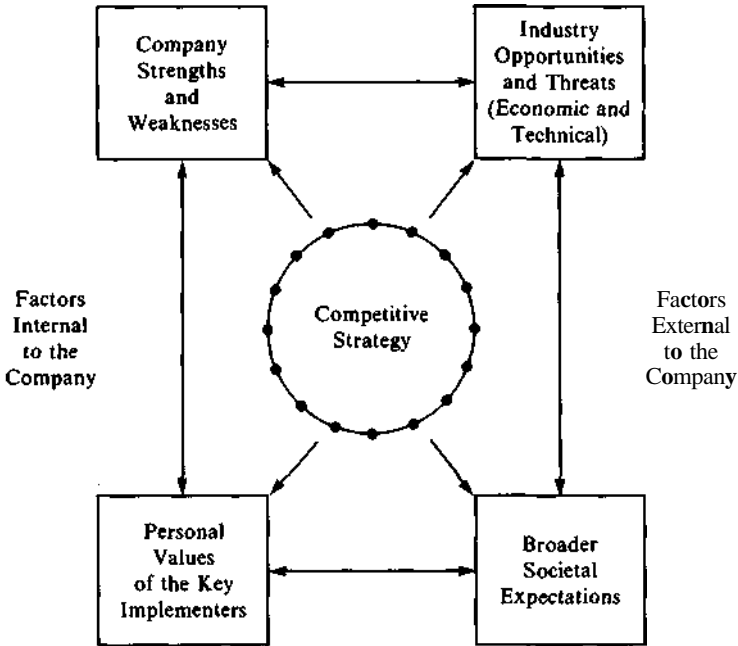 Company
Strengths
and
Weaknesses
Industry
Opportunities
and Threats
(Economic and
Technical)
Factors
Internal
to the
Company
Competitive
Strategy
Factors
External
to the
Company
Personal
Values
of the Key
Implementers
Broader
Societal
Expectations